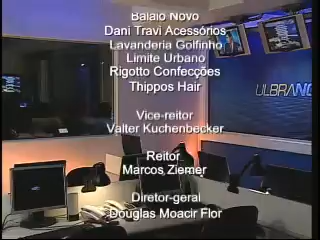 Balaio Novo
Dani Travi Acessórios
Lavanderia Golfinho
Limite Urbano
Rigotto Confecções
Thippos Hair
Vice-reitor
Valter Kuchenbecker
Reitor
Marcos Ziemer
Diretor-geral
Douglas Moacir Flor
ULBRANO